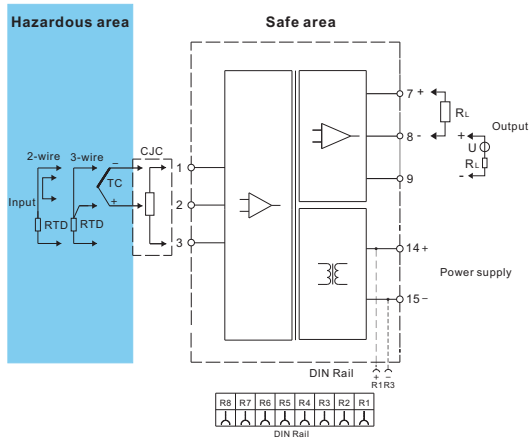 Hazardous area
Safe area
CJC
2-wire
3-wire
TC
−
+
Input
RTD
RTD
1
2
3
7 +
8 -
9
RL
Output
+
U
RL
-
14 +
15 −
Power supply
DIN Rail
+ −
R1 R3
R8 R7 R6 R5 R4 R3 R2 R1
DIN Rail